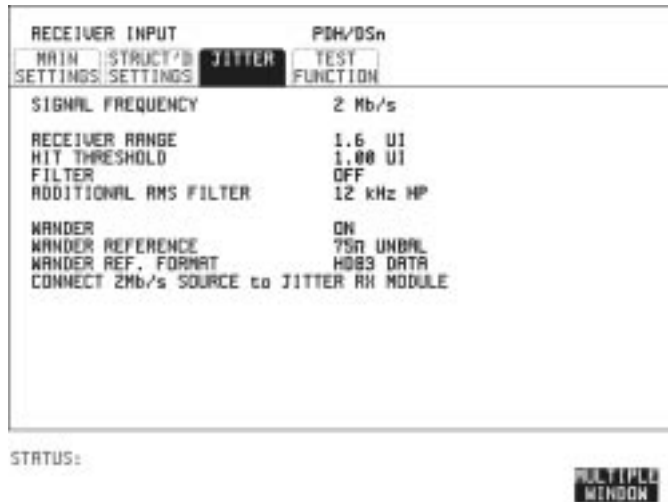 RECEIVER INPUT PDH/DSn
MAIN SETTINGS STRUCT'D SETTINGS JITTER TEST FUNCTION
SIGNAL FREQUENCY 2 Mb/s
RECEIVER RANGE 1.6 UI
HIT THRESHOLD 1.00 UI
FILTER OFF
ADDITIONAL RMS FILTER 12 kHz HP
WANDER ON
WANDER REFERENCE 75Ω UNBAL
WANDER REF. FORMAT HDB3 DATA
CONNECT 2Mb/s SOURCE to JITTER RX MODULE
STATUS:
MULTIPLE
WINDOW